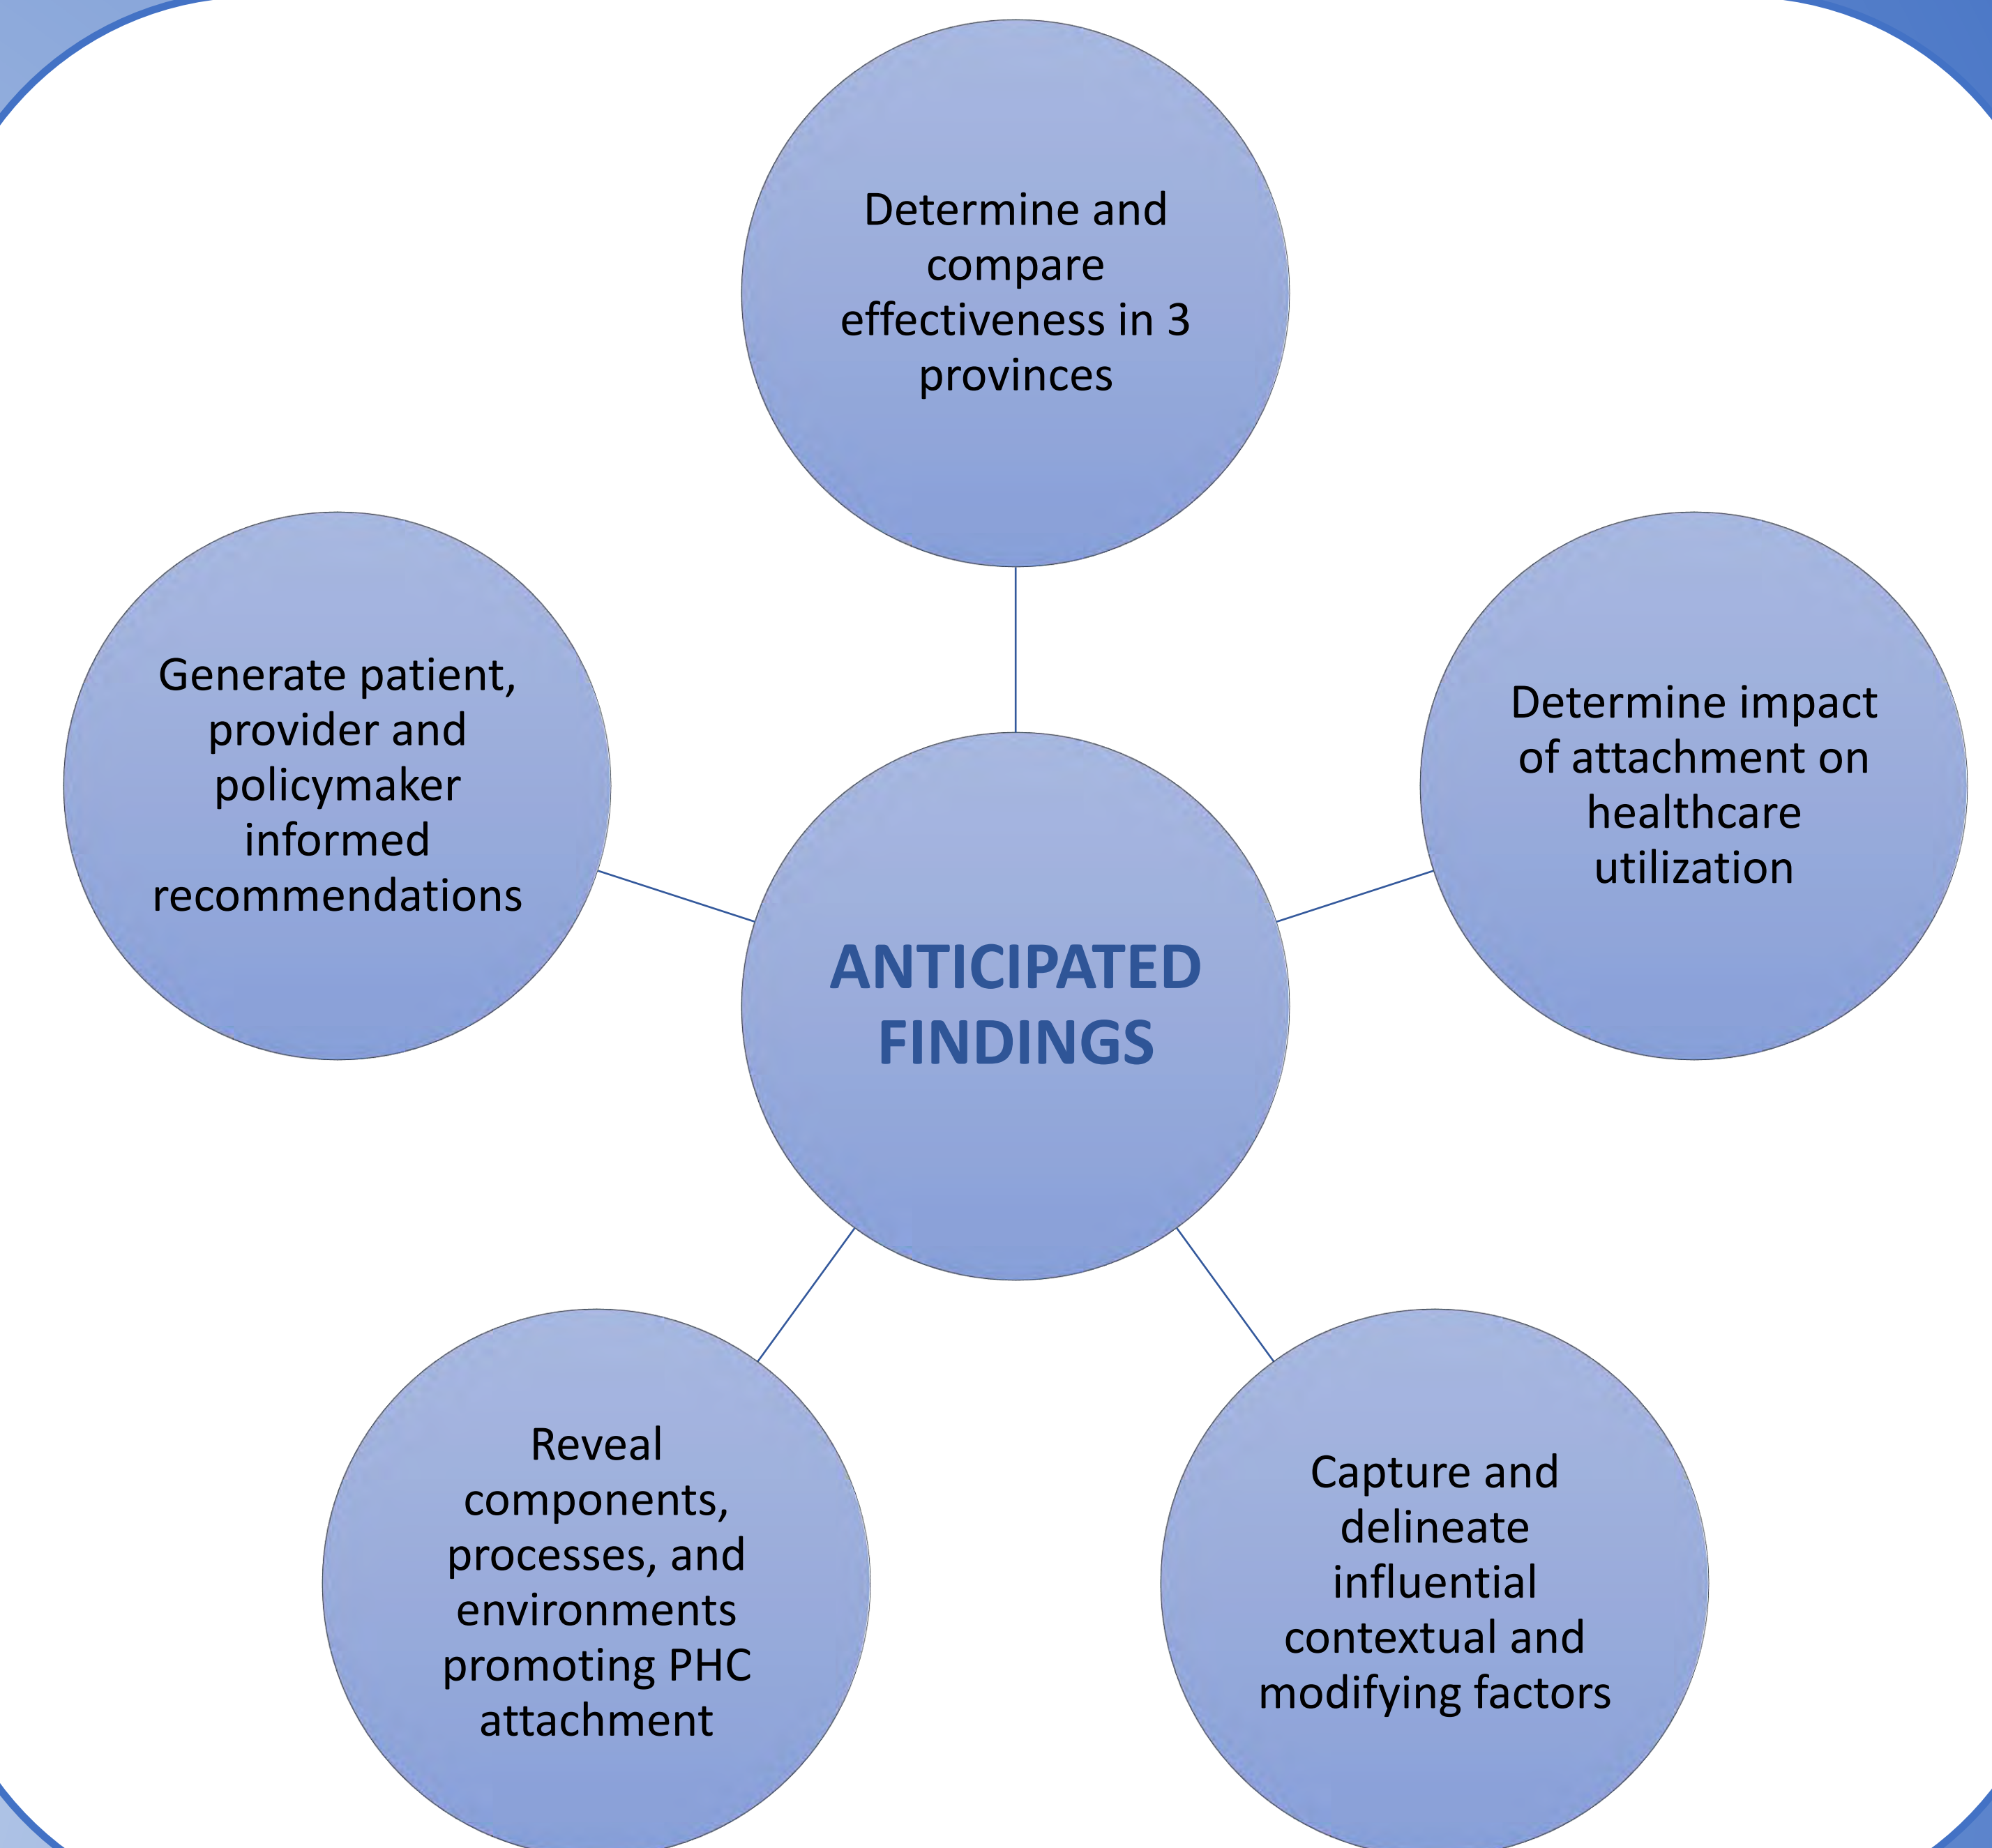 Determine and
compare
effectiveness in 3
provinces
Generate patient,
provider and
policymaker
informed
recommendations
Determine impact
of attachment on
healthcare
utilization
ANTICIPATED
FINDINGS
Reveal
components,
processes, and
environments
promoting PHC
attachment
Capture and
delineate
influential
contextual and
modifying factors